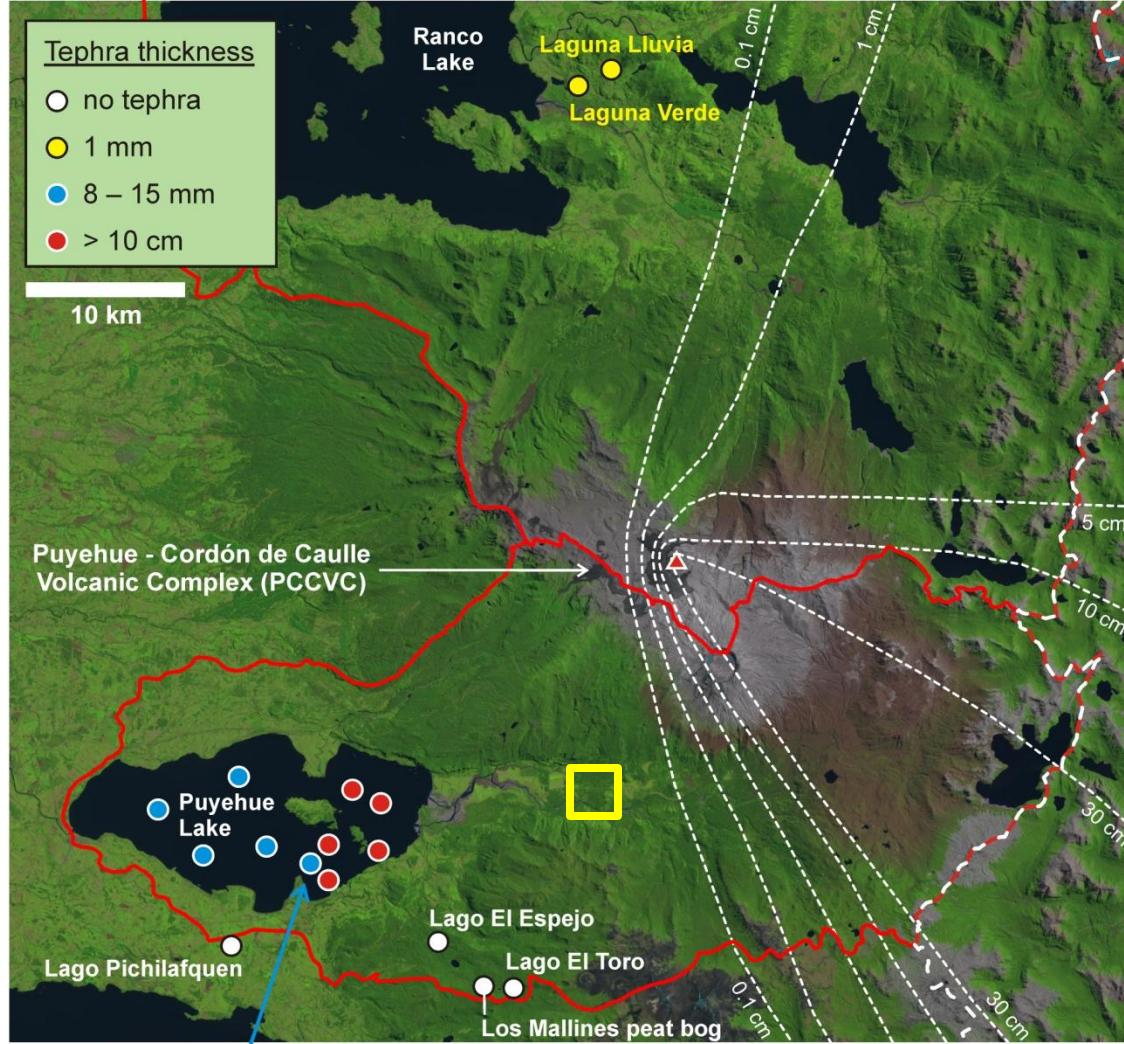 Tephra thickness
no tephra
1 mm
8 – 15 mm
> 10 cm
10 km
Ranco
Lake
Laguna Lluvia
Laguna Verde
0.1 cm
1 cm
5 cm
10 cm
30 cm
Puyehue - Cordón de Caulle
Volcanic Complex (PCCVC)
Puyehue
Lake
Lago El Espejo
Lago Pichilafquen
Lago El Toro
Los Mallines peat bog
0.1 cm
30 cm